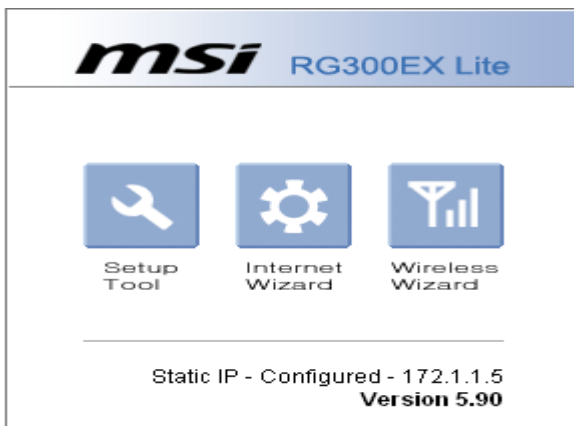 msi RG300EX Lite
Setup Tool
Internet Wizard
Wireless Wizard
Static IP - Configured - 172.1.1.5
Version 5.90